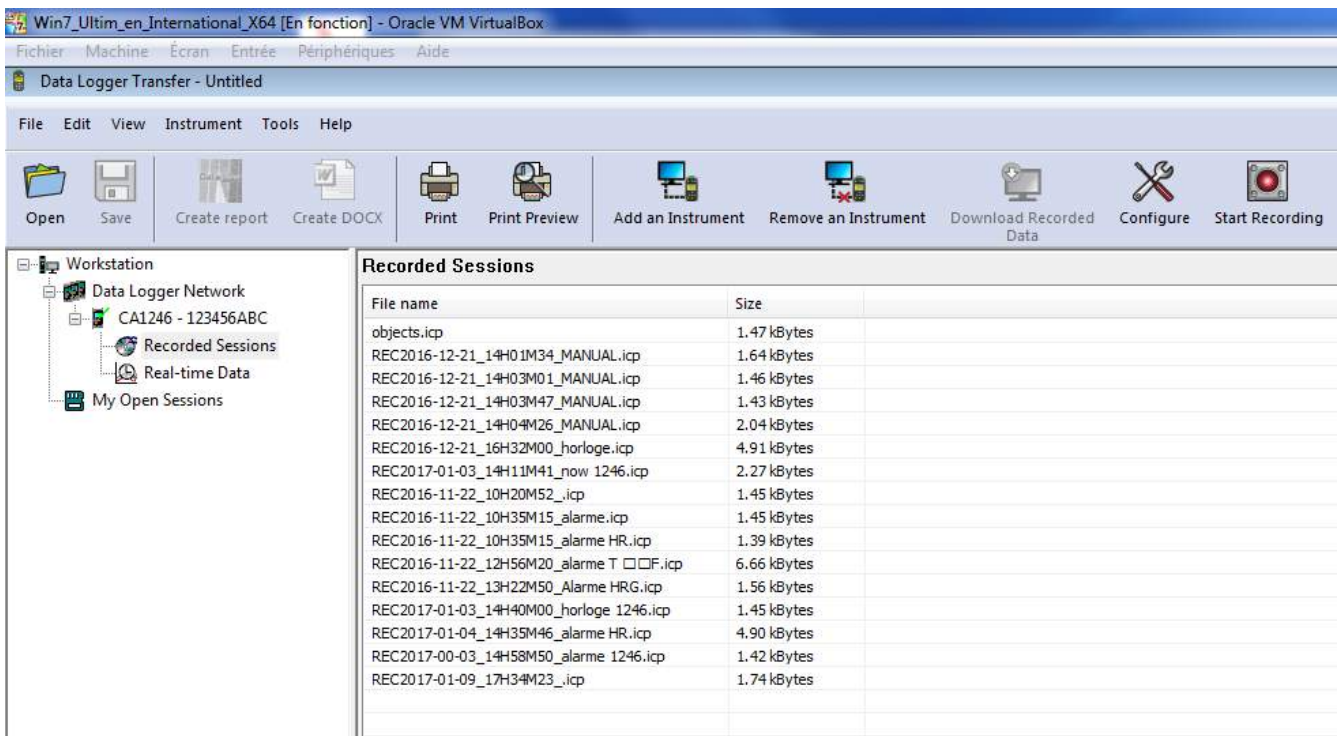 Win7_Ultim_en_International_X64 [En fonction] - Oracle VM VirtualBox
Fichier Machine Écran Entrée Périphériques Aide
Data Logger Transfer - Untitled
File Edit View Instrument Tools Help
Open Save Create report Create DOCX Print Print Preview Add an Instrument Remove an Instrument Download Recorded Data Configure Start Recording
Workstation
Data Logger Network
CA1246 - 123456ABC
Recorded Sessions
Real-time Data
My Open Sessions
Recorded Sessions
File name Size
objects.icp 1.47 kBytes
REC2016-12-21_14H01M34_MANUAL.icp 1.64 kBytes
REC2016-12-21_14H03M01_MANUAL.icp 1.46 kBytes
REC2016-12-21_14H03M47_MANUAL.icp 1.43 kBytes
REC2016-12-21_14H04M26_MANUAL.icp 2.04 kBytes
REC2016-12-21_16H32M00_horloge.icp 4.91 kBytes
REC2017-01-03_14H11M41_now 1246.icp 2.27 kBytes
REC2016-11-22_10H20M52_.icp 1.45 kBytes
REC2016-11-22_10H35M15_alarme.icp 1.45 kBytes
REC2016-11-22_10H35M15_alarme HR.icp 1.39 kBytes
REC2016-11-22_12H56M20_alarme T □□F.icp 6.66 kBytes
REC2016-11-22_13H22M50_Alarme HRG.icp 1.56 kBytes
REC2017-01-03_14H40M00_horloge 1246.icp 1.45 kBytes
REC2017-01-04_14H35M46_alarme HR.icp 4.90 kBytes
REC2017-00-03_14H58M50_alarme 1246.icp 1.42 kBytes
REC2017-01-09_17H34M23_.icp 1.74 kBytes